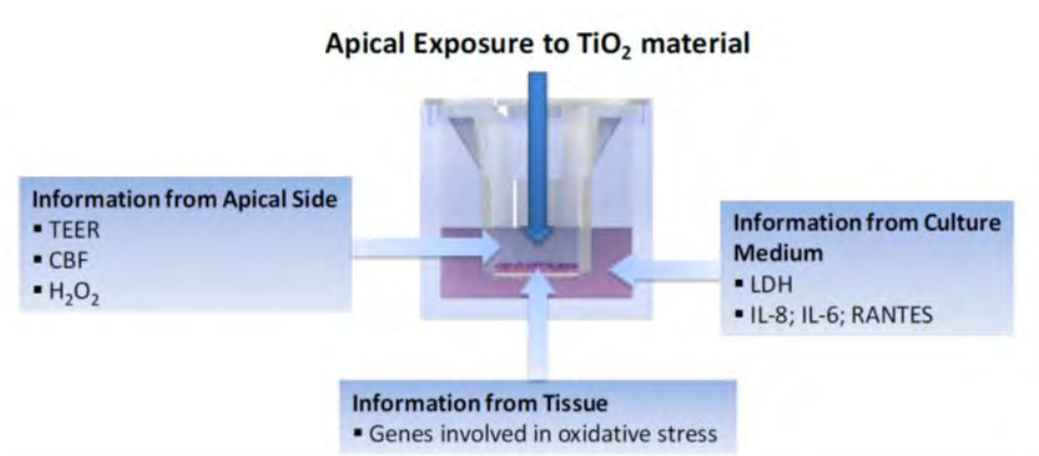 Apical Exposure to TiO₂ material
Information from Apical Side
▪ TEER
▪ CBF
▪ H₂O₂
Information from Culture
Medium
▪ LDH
▪ IL-8; IL-6; RANTES
Information from Tissue
▪ Genes involved in oxidative stress